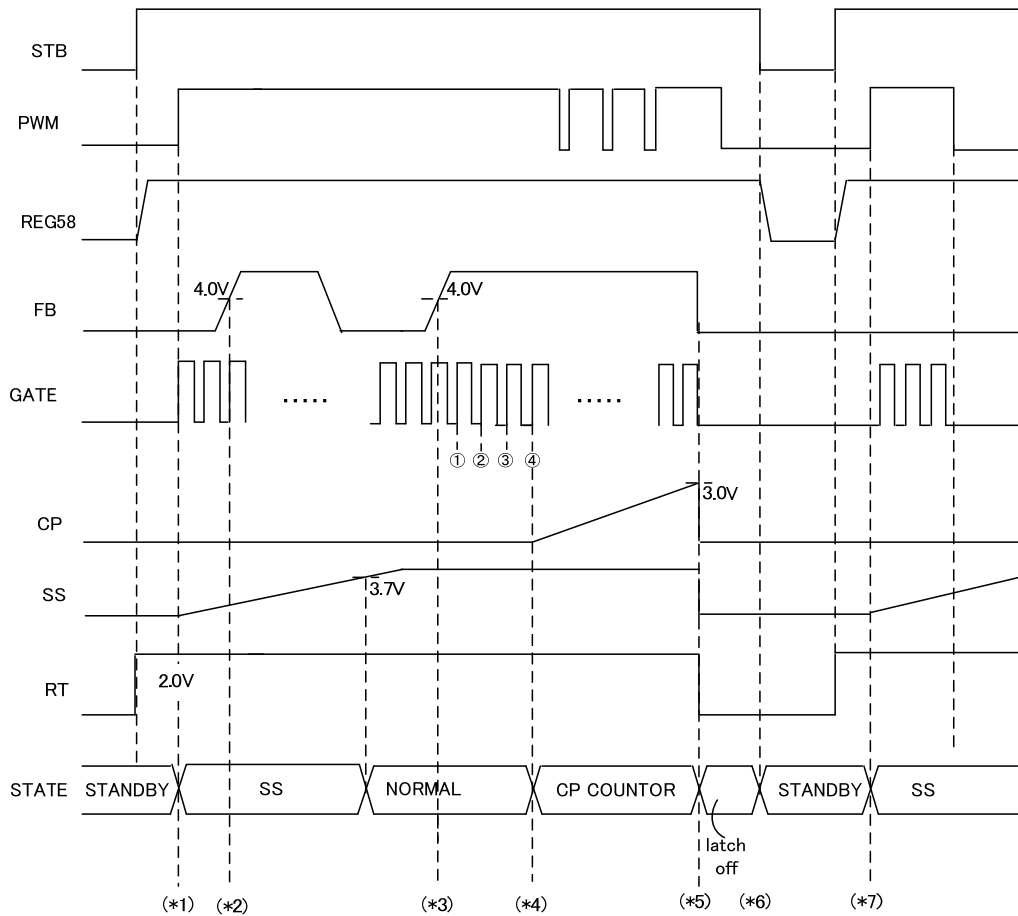 STB
PWM
REG58
4.0V
4.0V
FB
GATE
.....
.....
① ② ③ ④
3.0V
CP
SS
3.7V
RT
2.0V
STATE STANDBY SS NORMAL CP COUNTOR STANDBY SS
latch
off
(*1) (*2) (*3) (*4) (*5) (*6) (*7)